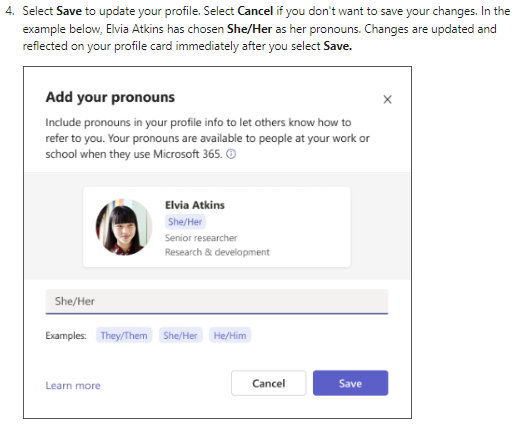 4. Select Save to update your profile. Select Cancel if you don't want to save your changes. In the
example below, Elvia Atkins has chosen She/Her as her pronouns. Changes are updated and
reflected on your profile card immediately after you select Save.
Add your pronouns
Include pronouns in your profile info to let others know how to
refer to you. Your pronouns are available to people at your work or
school when they use Microsoft 365.
Elvia Atkins
She/Her
Senior researcher
Research & development
She/Her
Examples: They/Them She/Her He/Him
Learn more Cancel Save